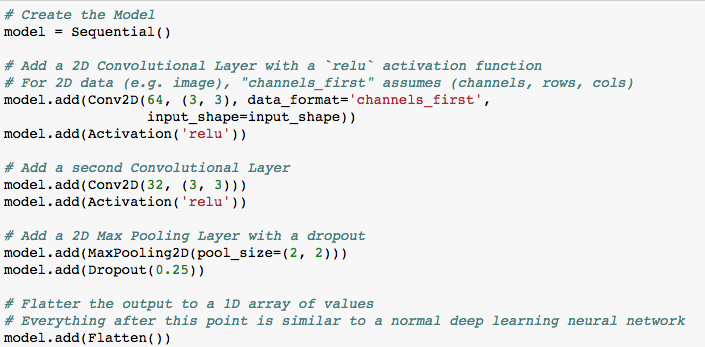 # Create the Model
model = Sequential()
# Add a 2D Convolutional Layer with a `relu` activation function
# For 2D data (e.g. image), "channels_first" assumes (channels, rows, cols)
model.add(Conv2D(64, (3, 3), data_format='channels_first',
                 input_shape=input_shape))
model.add(Activation('relu'))
# Add a second Convolutional Layer
model.add(Conv2D(32, (3, 3)))
model.add(Activation('relu'))
# Add a 2D Max Pooling Layer with a dropout
model.add(MaxPooling2D(pool_size=(2, 2)))
model.add(Dropout(0.25))
# Flatter the output to a 1D array of values
# Everything after this point is similar to a normal deep learning neural network
model.add(Flatten())